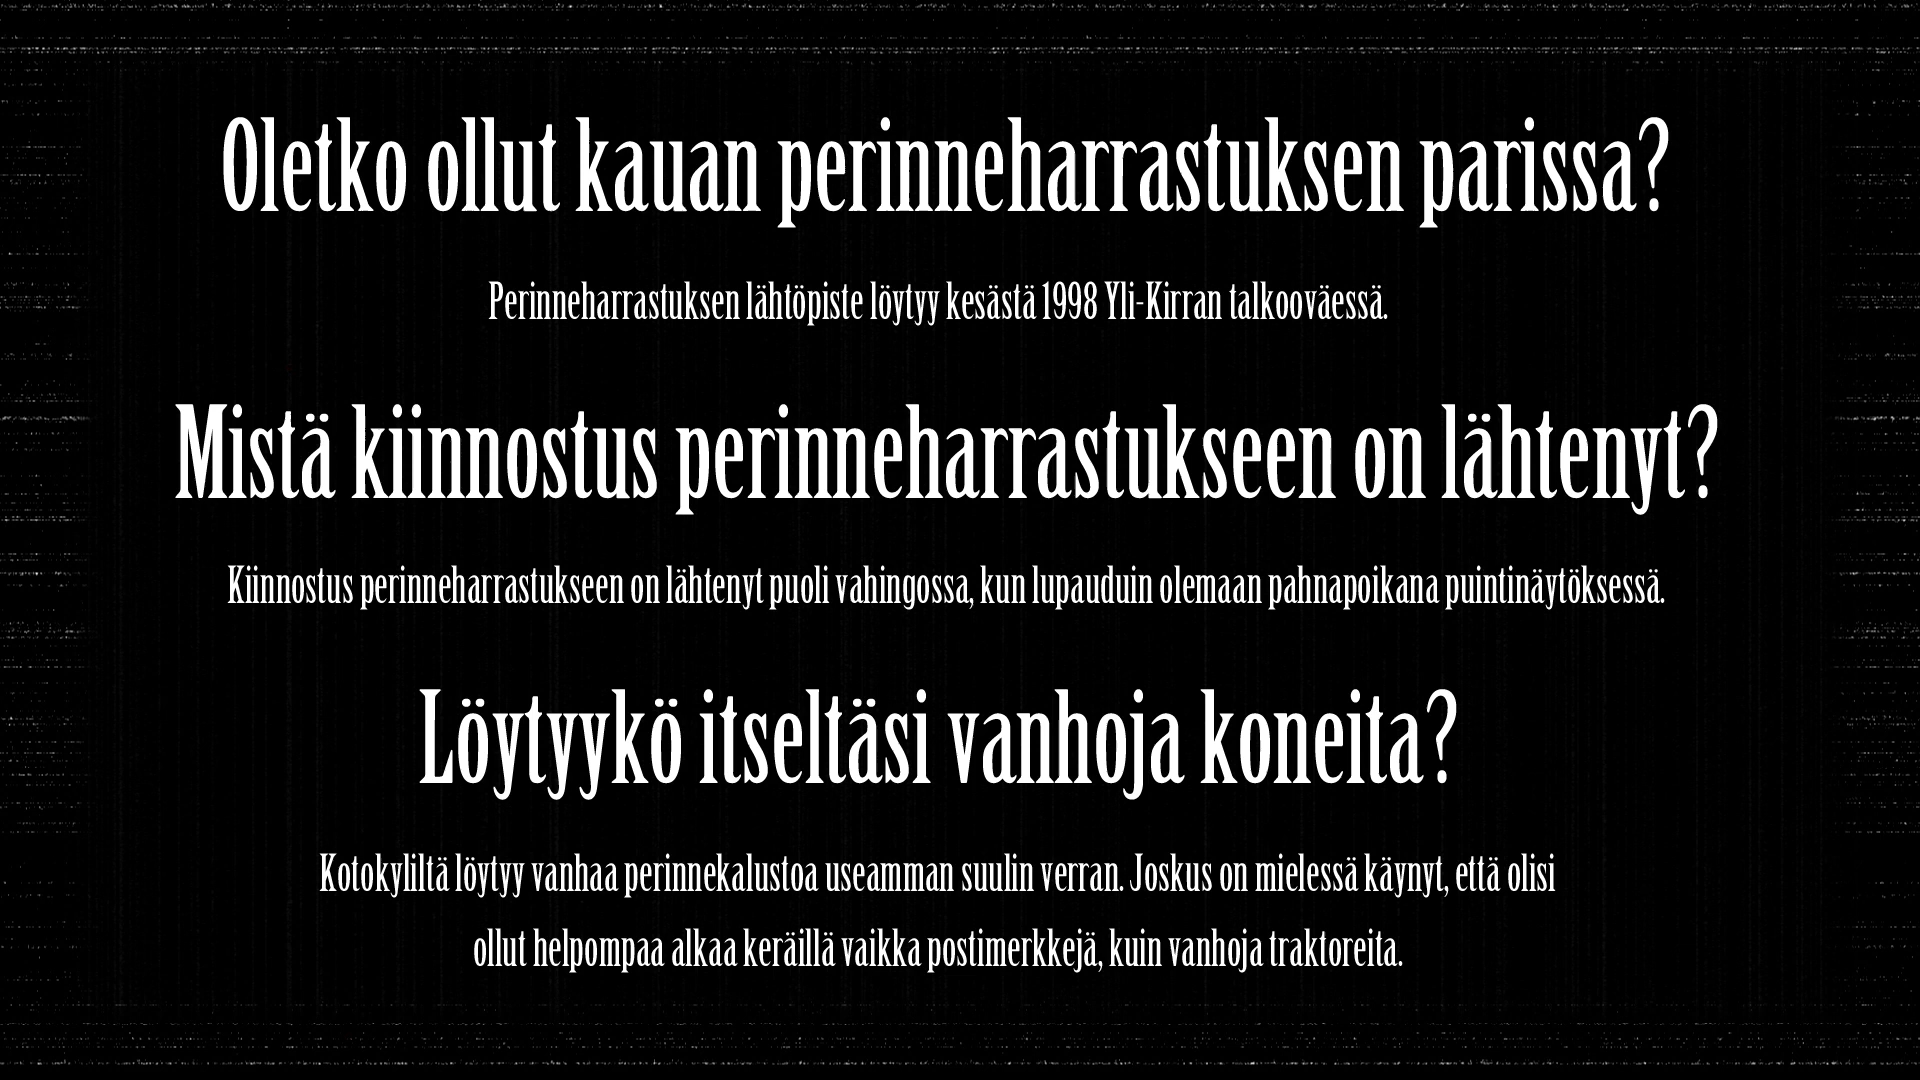 Oletko ollut kauan perinneharrastuksen parissa?
Perinneharrastuksen lähtöpiste löytyy kesästä 1998 Yli-Kirran talkooväessä.
Mistä kiinnostus perinneharrastukseen on lähtenyt?
Kiinnostus perinneharrastukseen on lähtenyt puoli vahingossa, kun lupauduin olemaan pahnapoikana puintinäytöksessä.
Löytyykö itseltäsi vanhoja koneita?
Kotokyliltä löytyy vanhaa perinnekalustoa useamman suulin verran. Joskus on mielessä käynyt, että olisi
ollut helpompaa alkaa keräillä vaikka postimerkkejä, kuin vanhoja traktoreita.